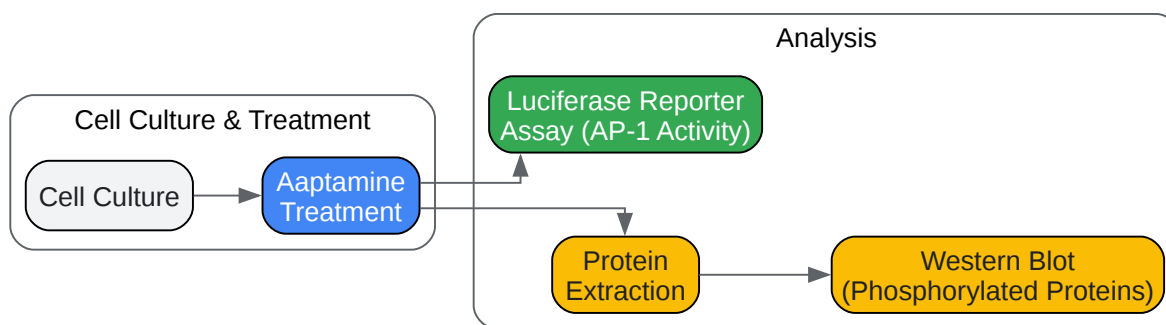 Analysis
Cell Culture & Treatment
Luciferase Reporter
Assay (AP-1 Activity)
Cell Culture
Aaptamine
Treatment
Protein
Extraction
Western Blot
(Phosphorylated Proteins)